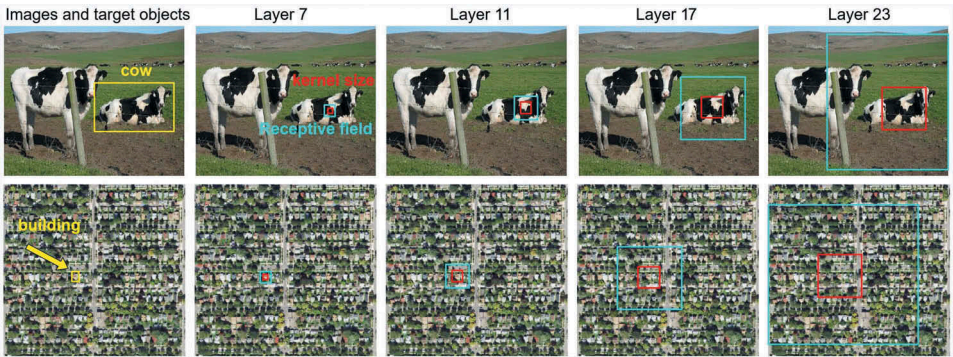 Images and target objects
Layer 7
Layer 11
Layer 17
Layer 23
cow
kernel size
Receptive field
building